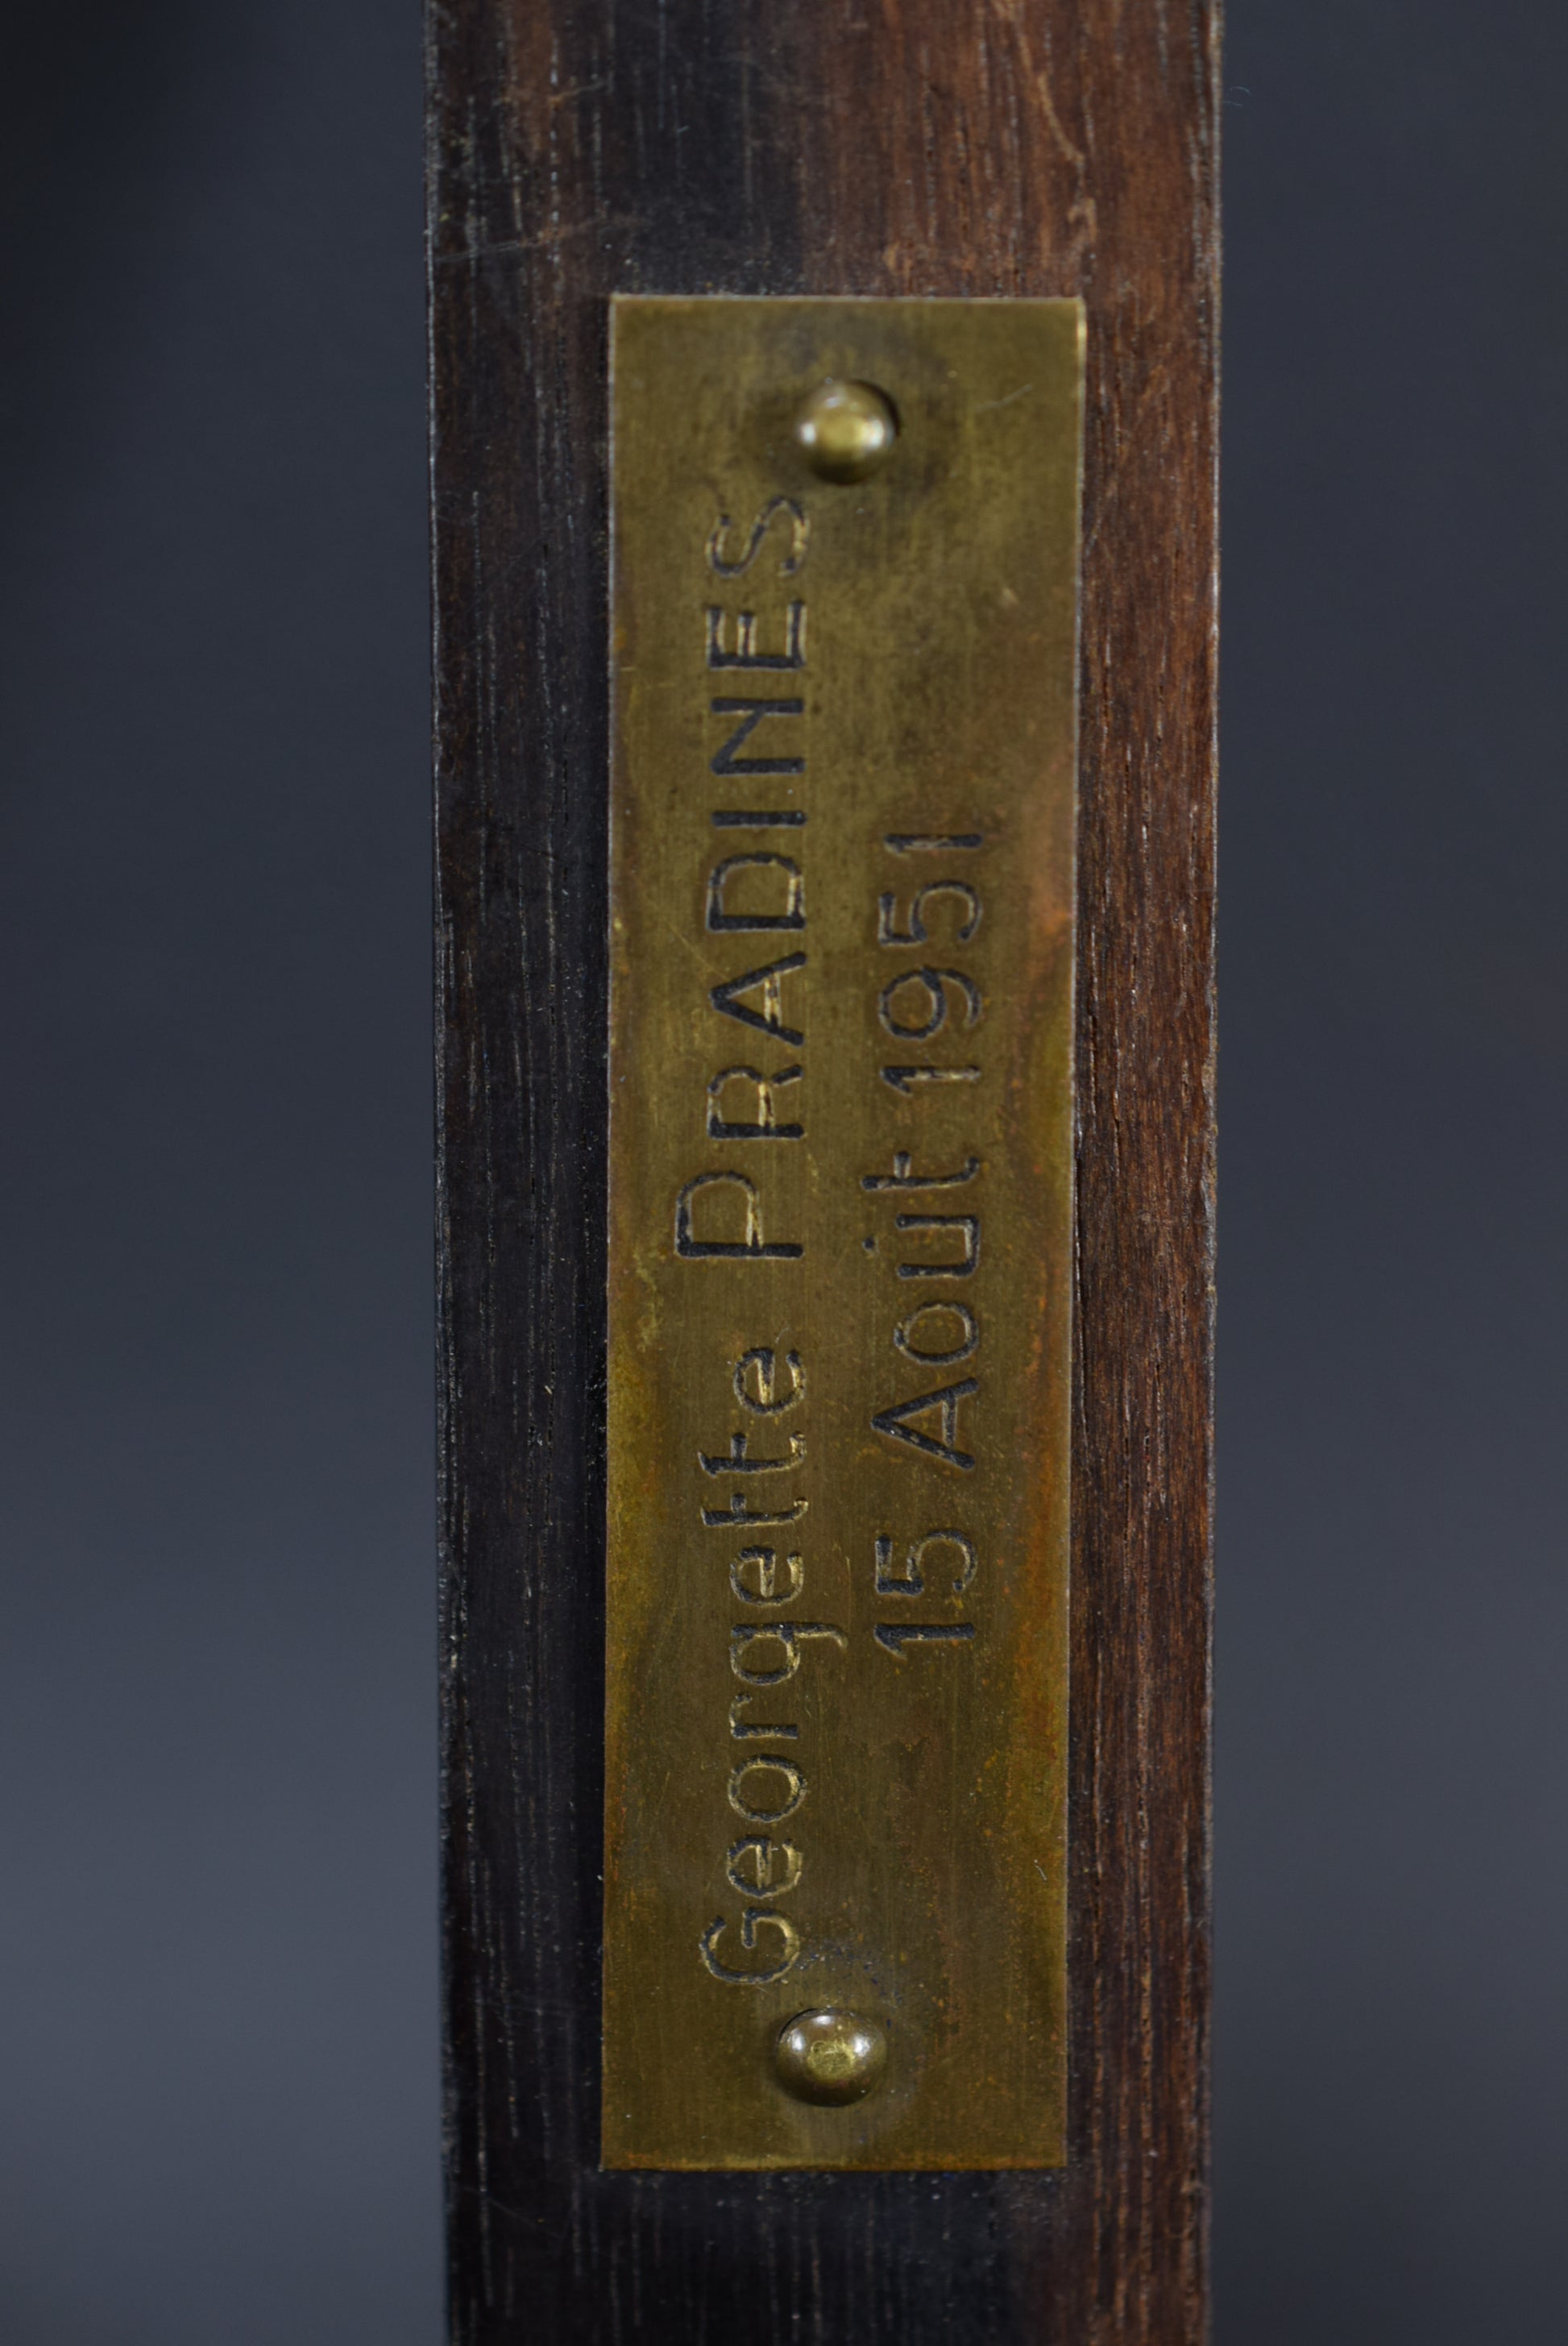 Georgette PRADINES
15 Août 1951